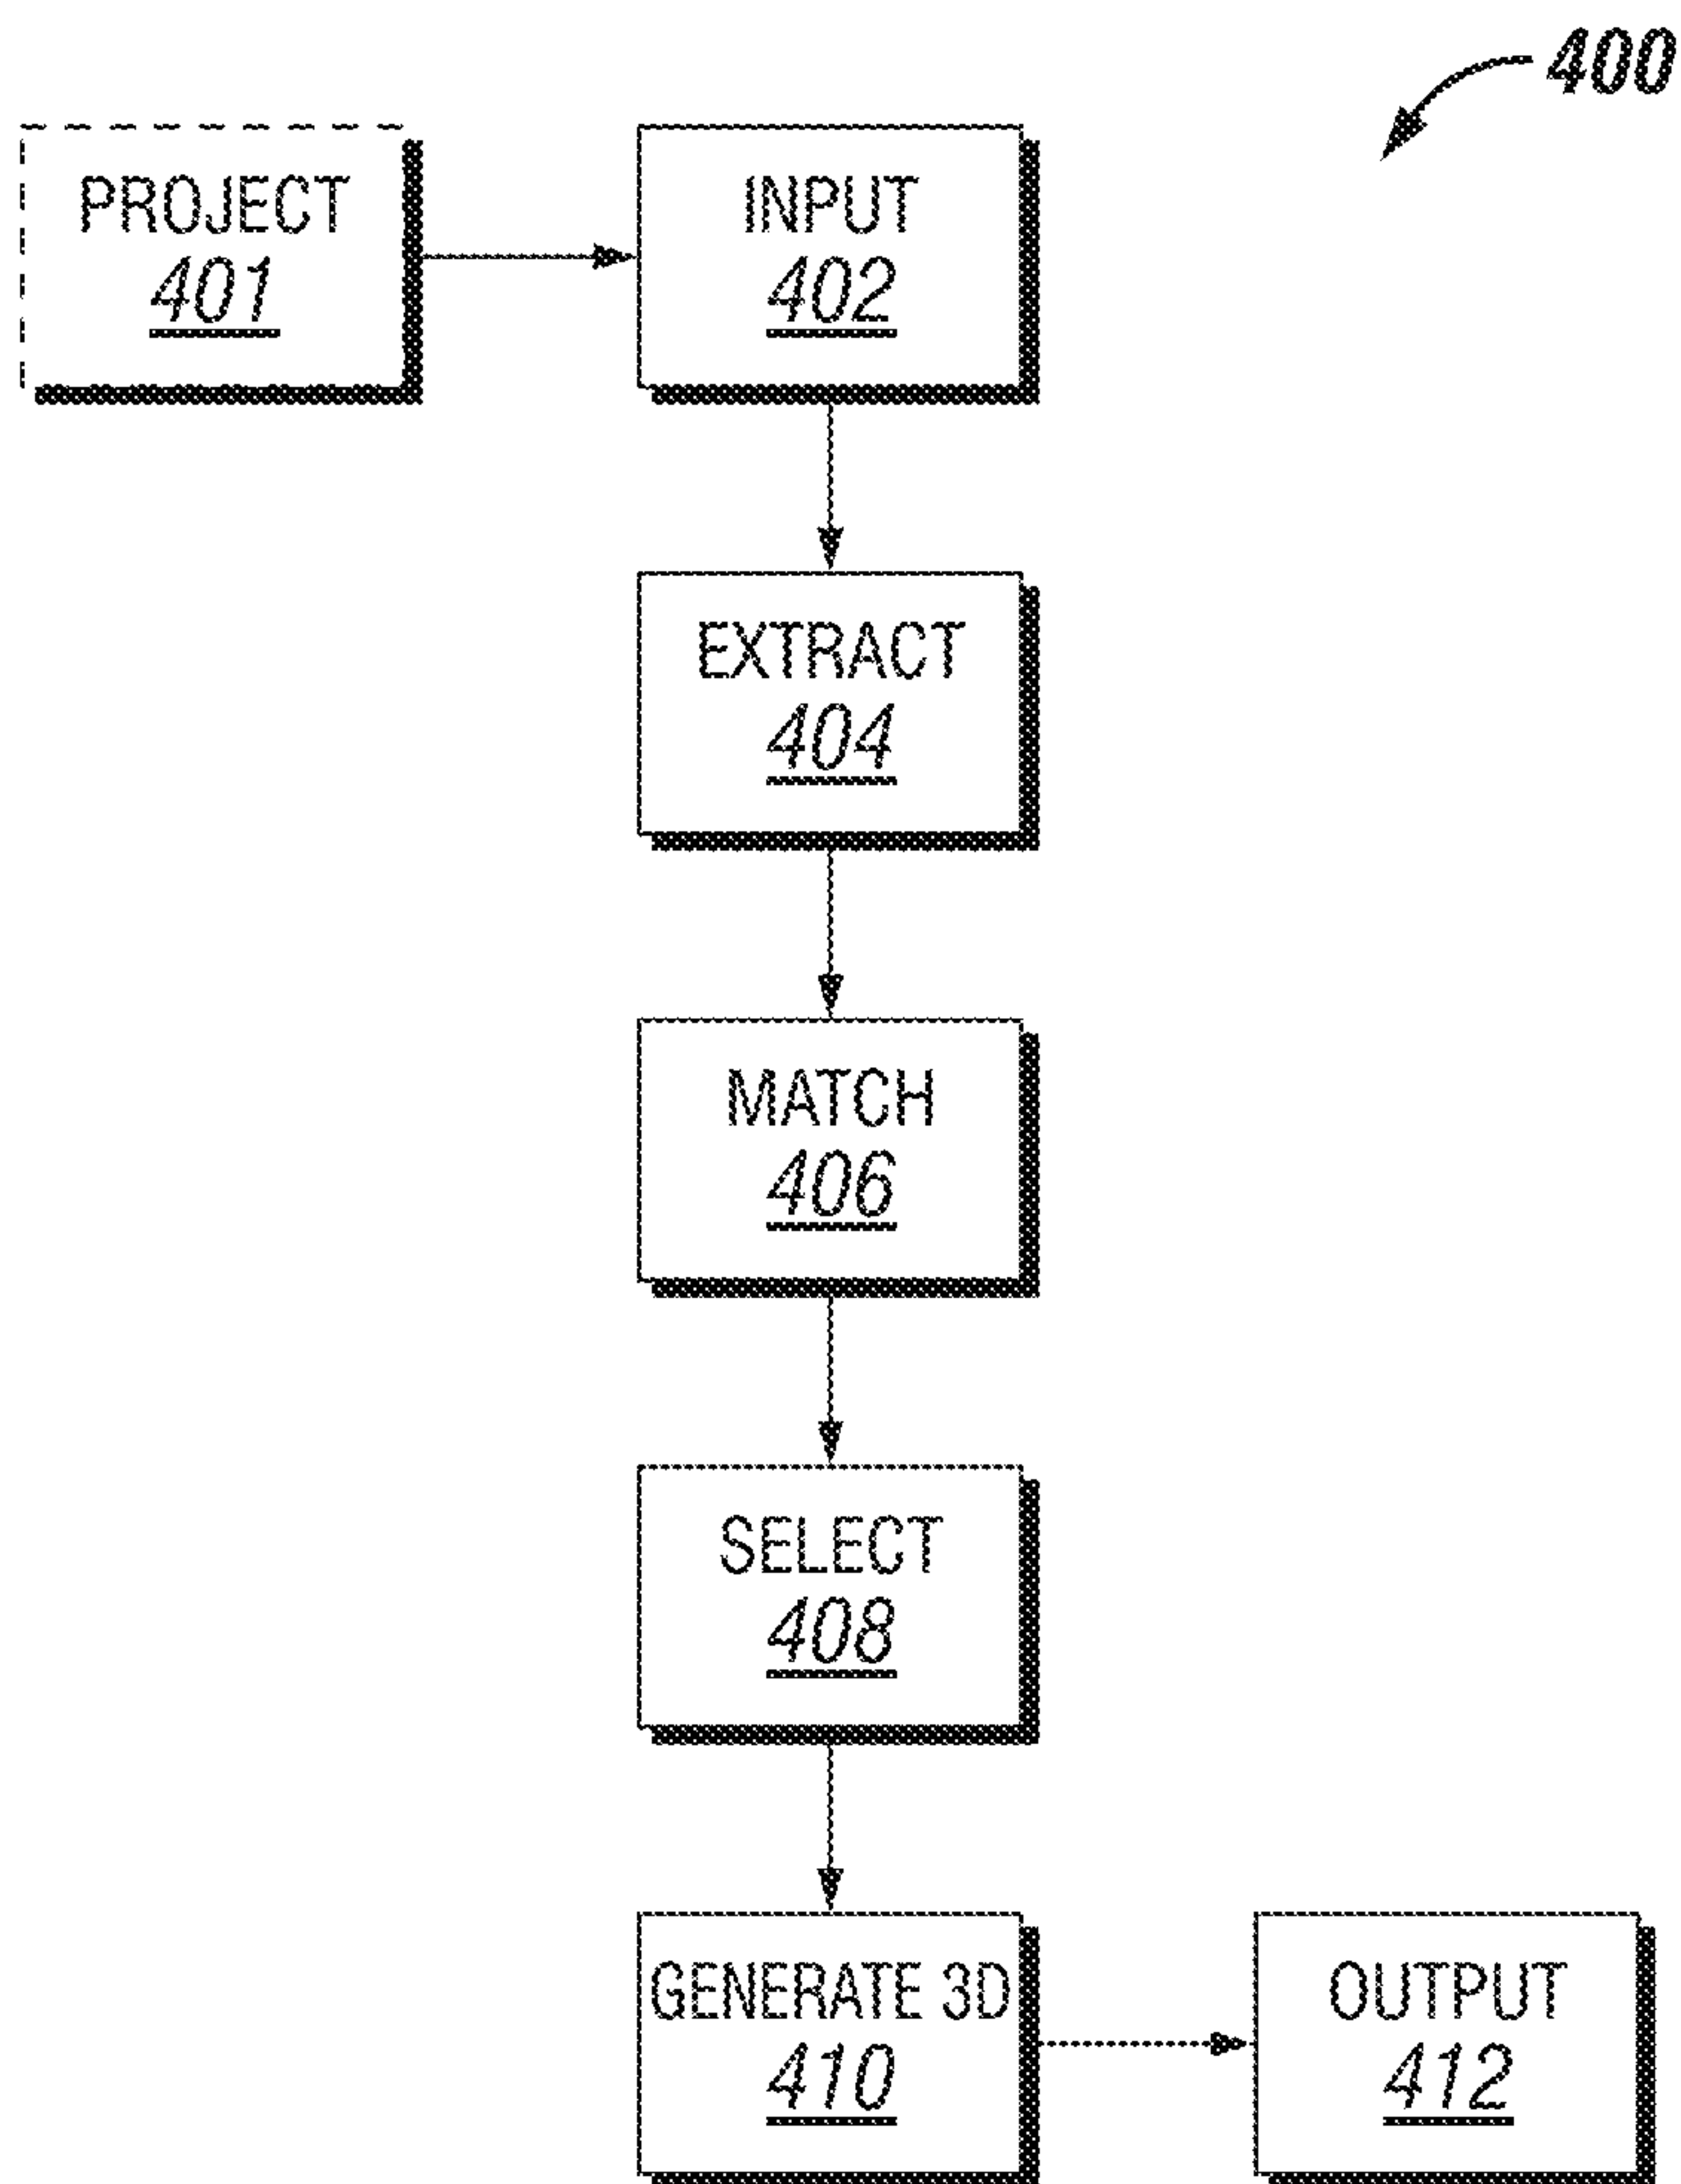 400
PROJECT
401
INPUT
402
EXTRACT
404
MATCH
406
SELECT
408
GENERATE 3D
410
OUTPUT
412